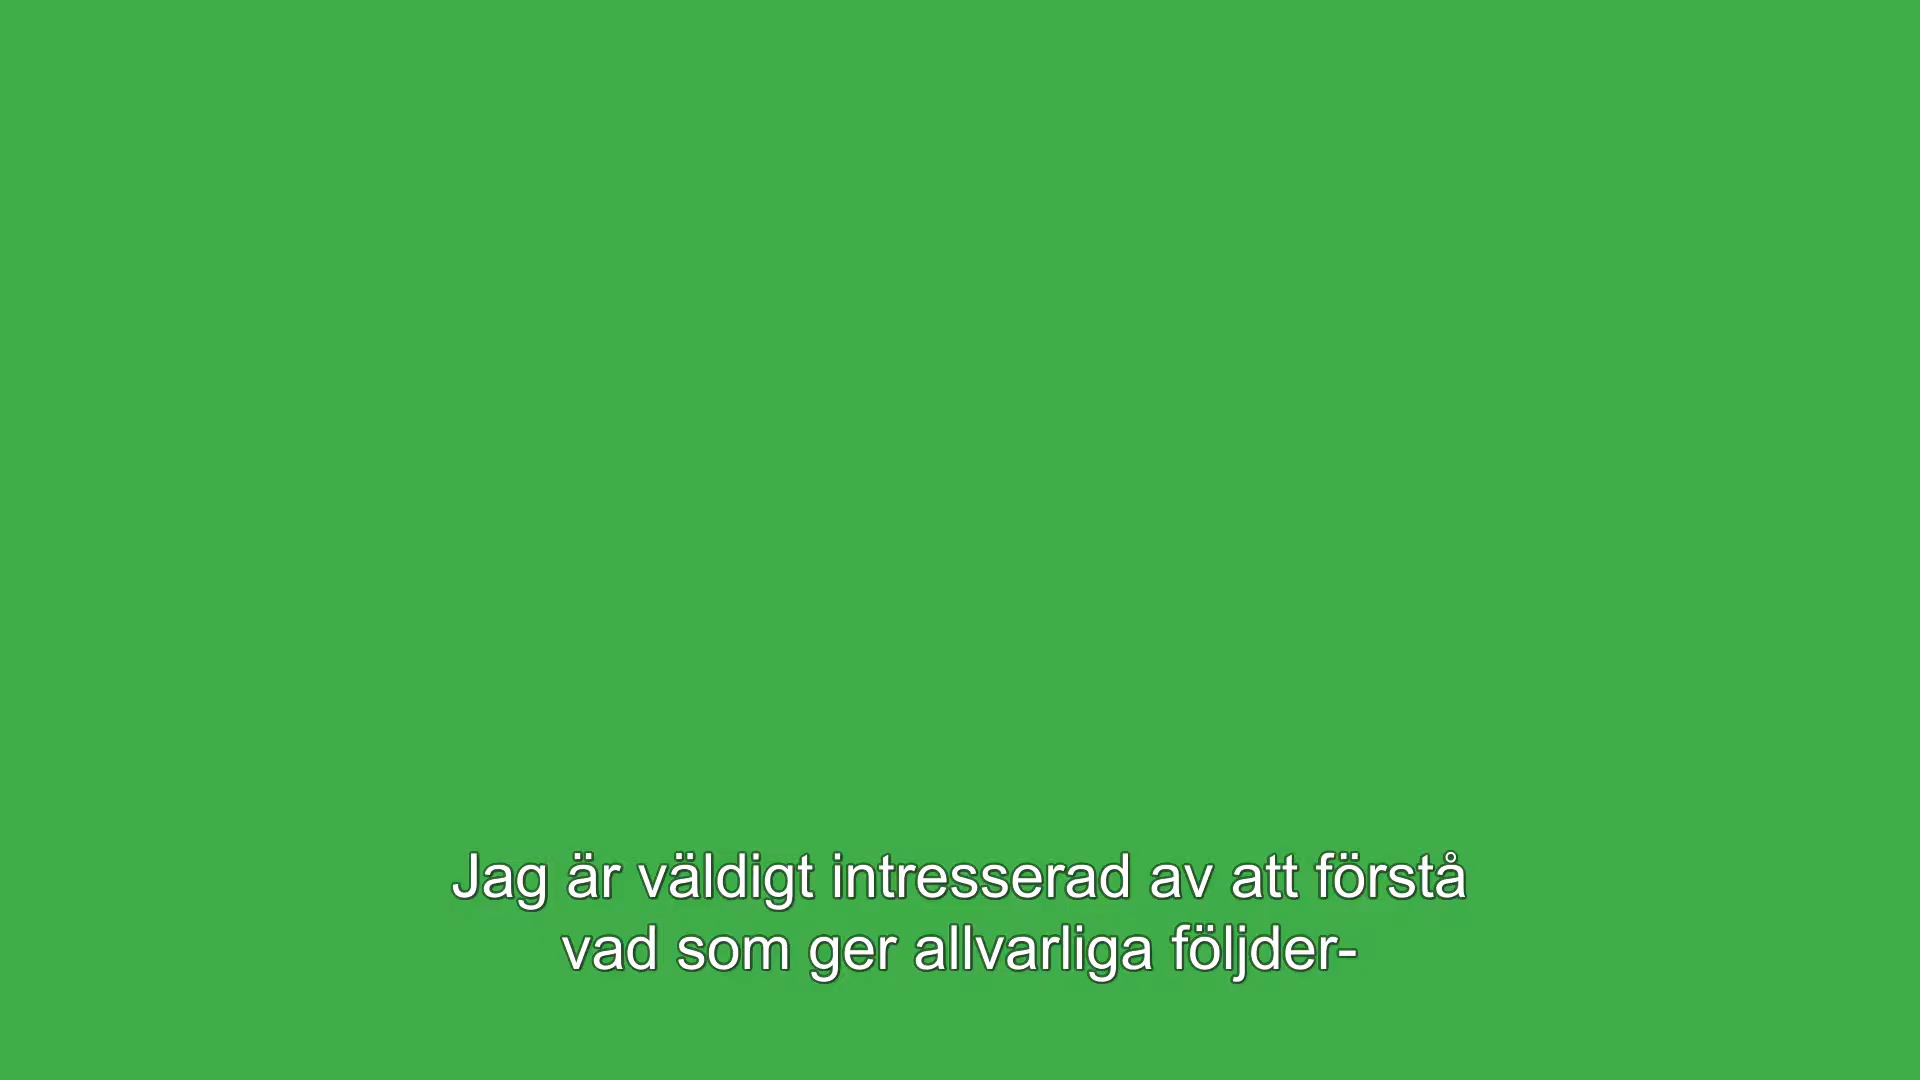 Jag är väldigt intresserad av att förstå
vad som ger allvarliga följder-